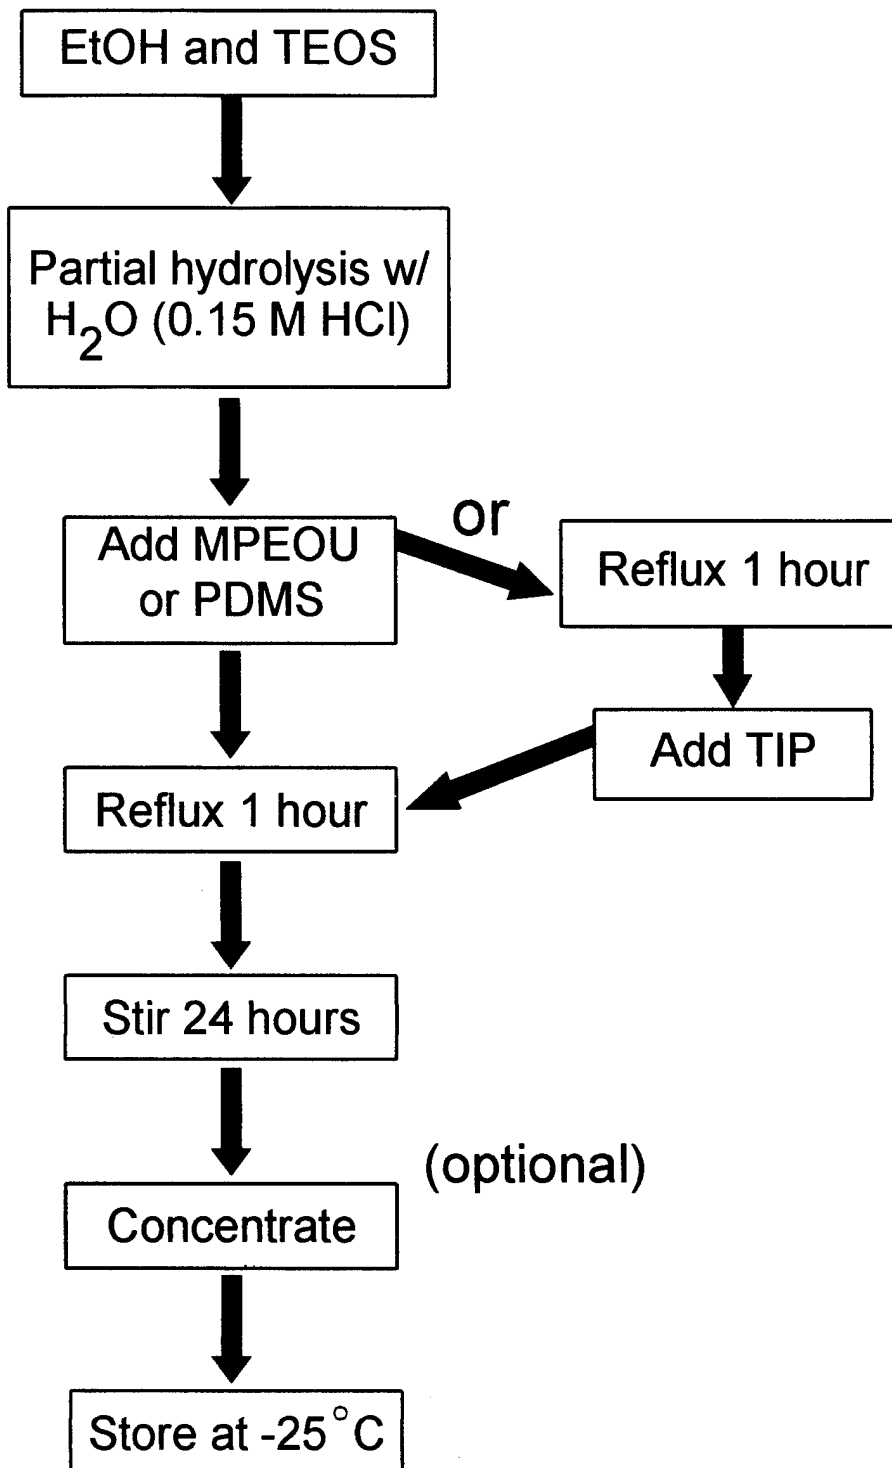 EtOH and TEOS
Partial hydrolysis w/
H₂O (0.15 M HCl)
Add MPEOU
or PDMS
or
Reflux 1 hour
Add TIP
Reflux 1 hour
Stir 24 hours
(optional)
Concentrate
Store at -25°C